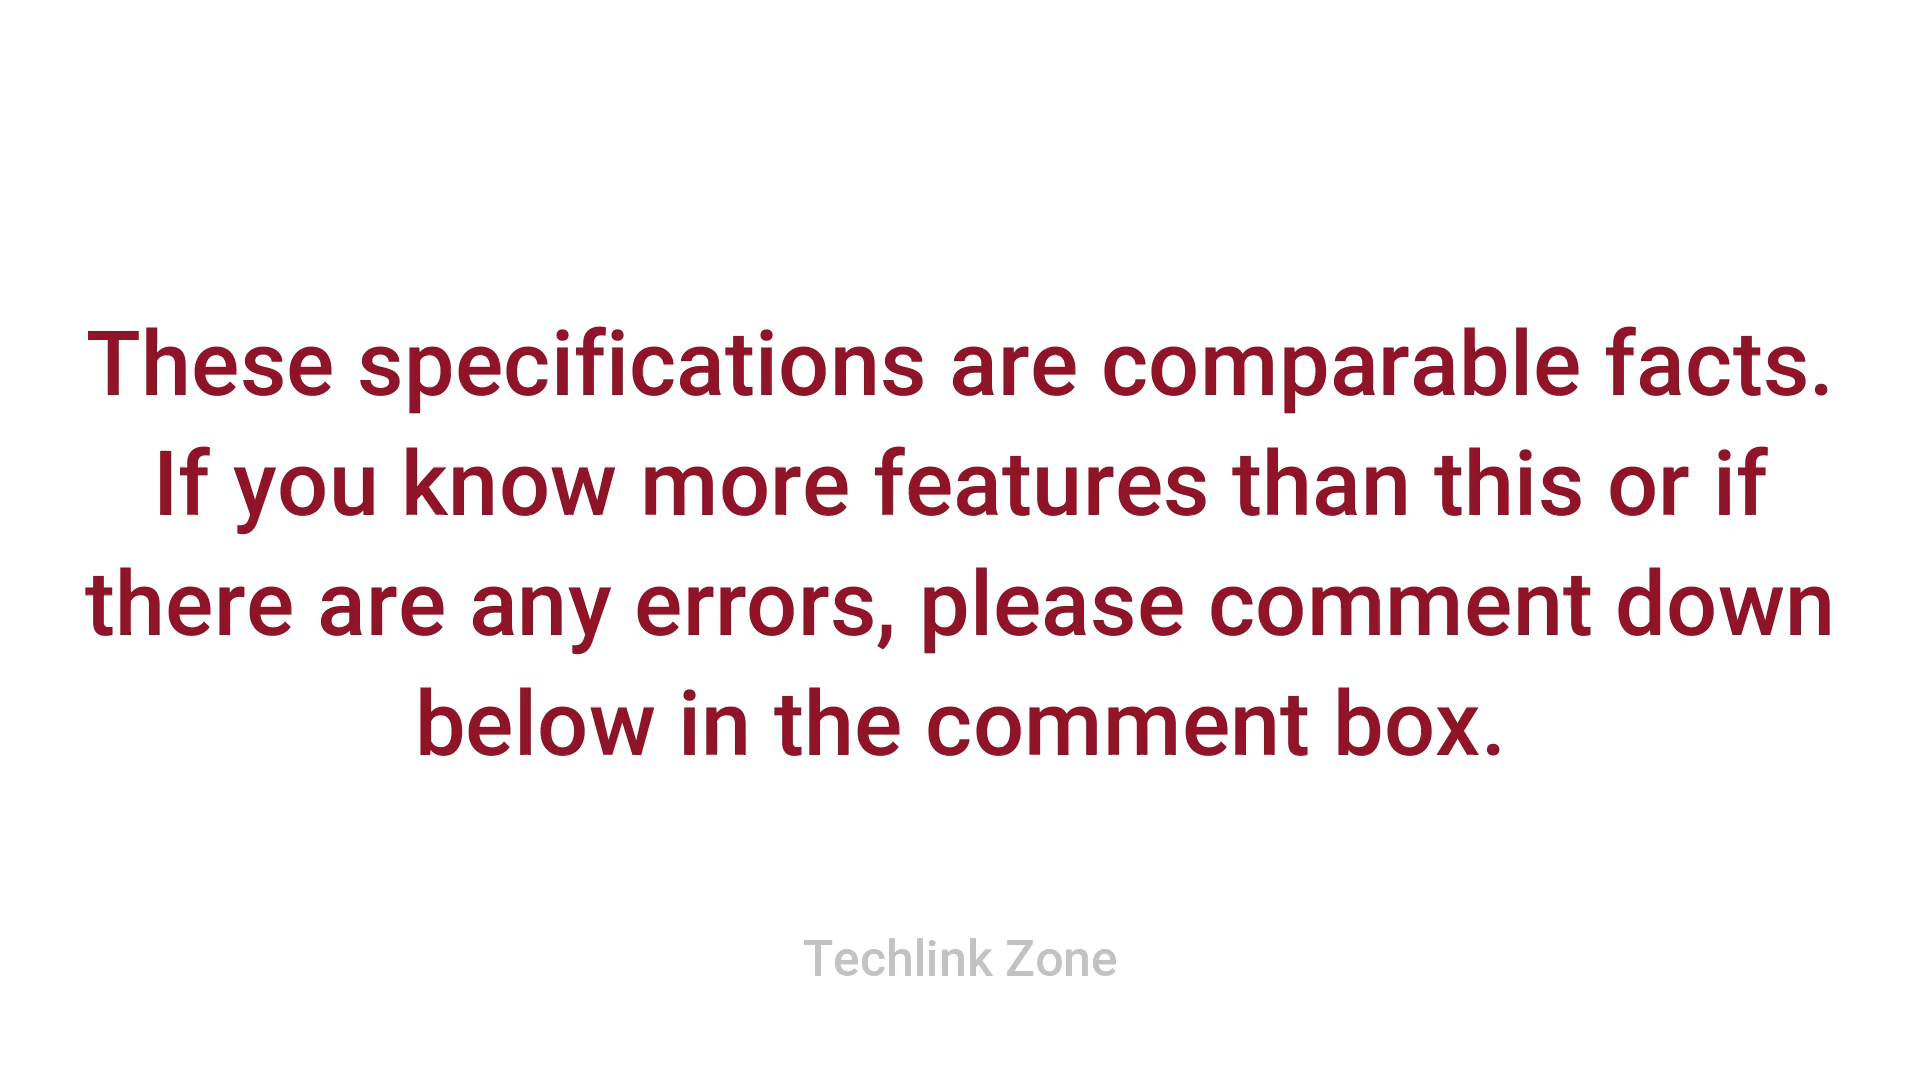 These specifications are comparable facts.
If you know more features than this or if
there are any errors, please comment down
below in the comment box.
Techlink Zone